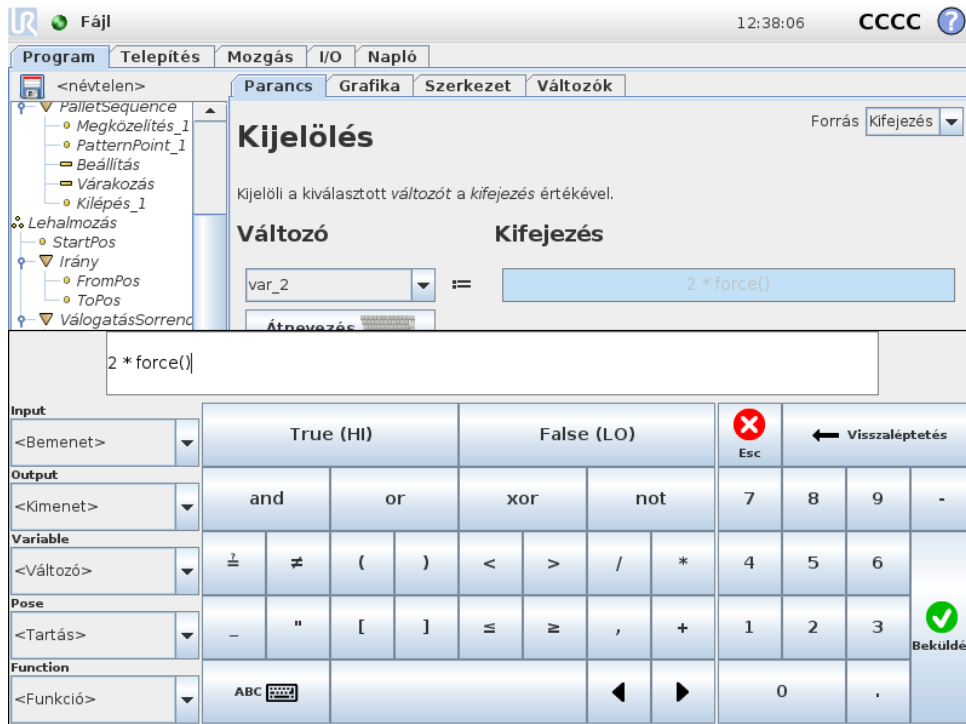 UR Fájl 12:38:06 CCCC ?
Program Telepítés Mozgás I/O Napló
<névtelen>
Parancs Grafika Szerkezet Változók
PalletSequence
Megközelítés_1
PatternPoint_1
Beállítás
Várakozás
Kilépés_1
Lehalmozás
StartPos
Irány
FromPos
ToPos
VálogatásSorrend
Forrás Kifejezés
Kijelölés
Kijelöli a kiválasztott változót a kifejezés értékével.
Változó Kifejezés
var_2 := 2 * force()
Átnevezés
2 * force()
Input
<Bemenet>
Output
<Kimenet>
Variable
<Változó>
Pose
<Tartás>
Function
<Funkció>
True (HI) False (LO) Esc Visszaléptetés
and or xor not 7 8 9 -
≟ ≠ ( ) < > / * 4 5 6
_ " [ ] ≤ ≥ , + 1 2 3
Beküldé
ABC 0 .